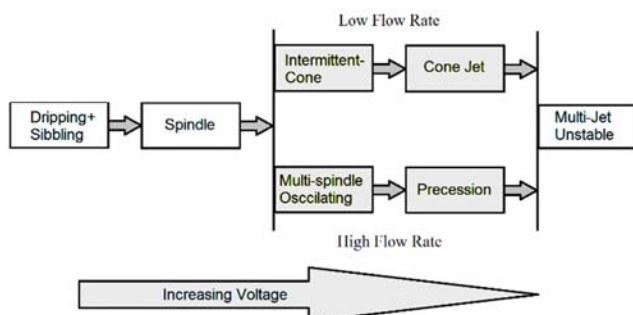 Low Flow Rate
Intermittent-
Cone
Cone Jet
Dripping+
Sibbling
Spindle
Multi-Jet
Unstable
Multi-spindle
Osccilating
Precession
High Flow Rate
Increasing Voltage